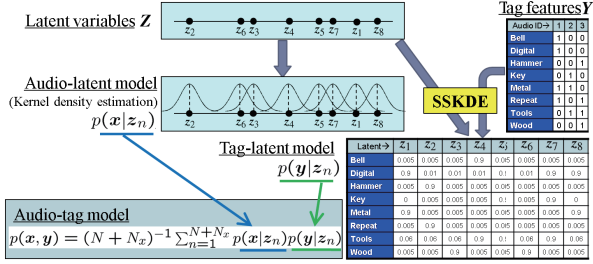 Latent variables Z
z2 z6 z3 z4 z5 z7 z1 z8
Tag features Y
Audio ID→ 1 2 3
Bell 1 0 0
Digital 1 0 0
Hammer 0 0 1
Key 0 1 0
Metal 1 1 0
Repeat 1 0 1
Tools 0 1 1
Wood 0 0 1
Audio-latent model
(Kernel density estimation)
p(x|zn)
z2 z6 z3 z4 z5 z7 z1 z8
SSKDE
Tag-latent model
p(y|zn)
Latent→ z1 z2 z3 z4 zi z6 z7 z8
Bell 0.005 0.005 0.005 0.9 0.005 0.005 0.005 0.005
Digital 0.9 0.01 0.01 0.01 0.1 0.01 0.9 0.9
Hammer 0.005 0.9 0.005 0.005 0.005 0.005 0.005 0.005
Key 0 0.005 0.005 0.005 0.1 0.005 0.9 0
Metal 0.9 0.005 0.005 0.005 0.005 0.005 0.005 0.9
Repeat 0.005 0.9 0.005 0.005 0.005 0.005 0.005 0.005
Tools 0.06 0.06 0.06 0.9 0.1 0.06 0.9 0.06
Wood 0.005 0.005 0.9 0.005 0.005 0.9 0.005 0.005
Audio-tag model
p(x, y) = (N + Nx)−1 ∑n=1N+Nx p(x|zn)p(y|zn)